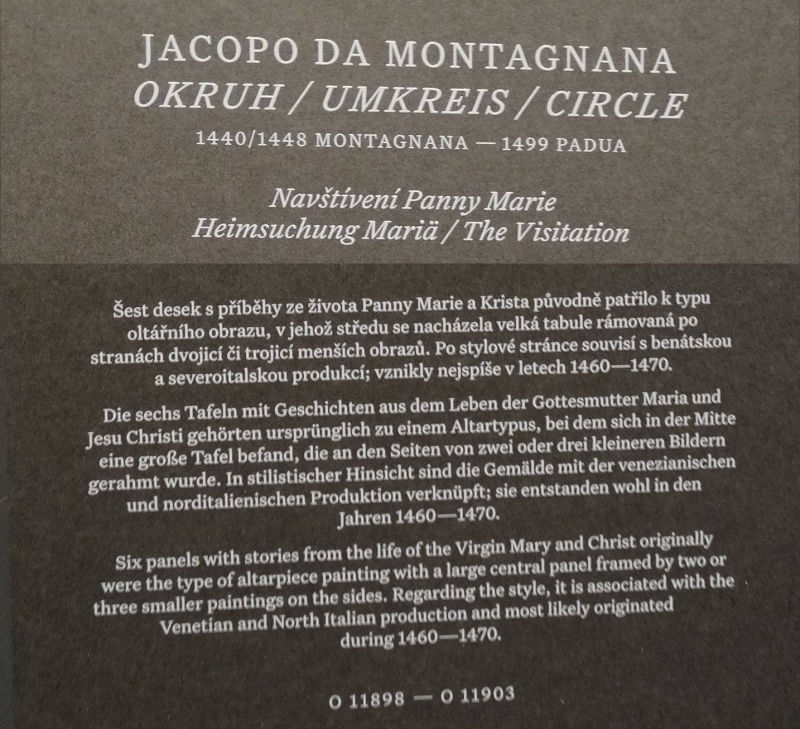 JACOPO DA MONTAGNANA
OKRUH / UMKREIS / CIRCLE
1440/1448 MONTAGNANA — 1499 PADUA
Navštívení Panny Marie
Heimsuchung Mariä / The Visitation
Šest desek s příběhy ze života Panny Marie a Krista původně patřilo k typu
oltářního obrazu, v jehož středu se nacházela velká tabule rámovaná po
stranách dvojicí či trojicí menších obrazů. Po stylové stránce souvisí s benátskou
a severoitalskou produkcí; vznikly nejspíše v letech 1460—1470.
Die sechs Tafeln mit Geschichten aus dem Leben der Gottesmutter Maria und
Jesu Christi gehörten ursprünglich zu einem Altartypus, bei dem sich in der Mitte
eine große Tafel befand, die an den Seiten von zwei oder drei kleineren Bildern
gerahmt wurde. In stilistischer Hinsicht sind die Gemälde mit der venezianischen
und norditalienischen Produktion verknüpft; sie entstanden wohl in den
Jahren 1460—1470.
Six panels with stories from the life of the Virgin Mary and Christ originally
were the type of altarpiece painting with a large central panel framed by two or
three smaller paintings on the sides. Regarding the style, it is associated with the
Venetian and North Italian production and most likely originated
during 1460—1470.
O 11898 — O 11903